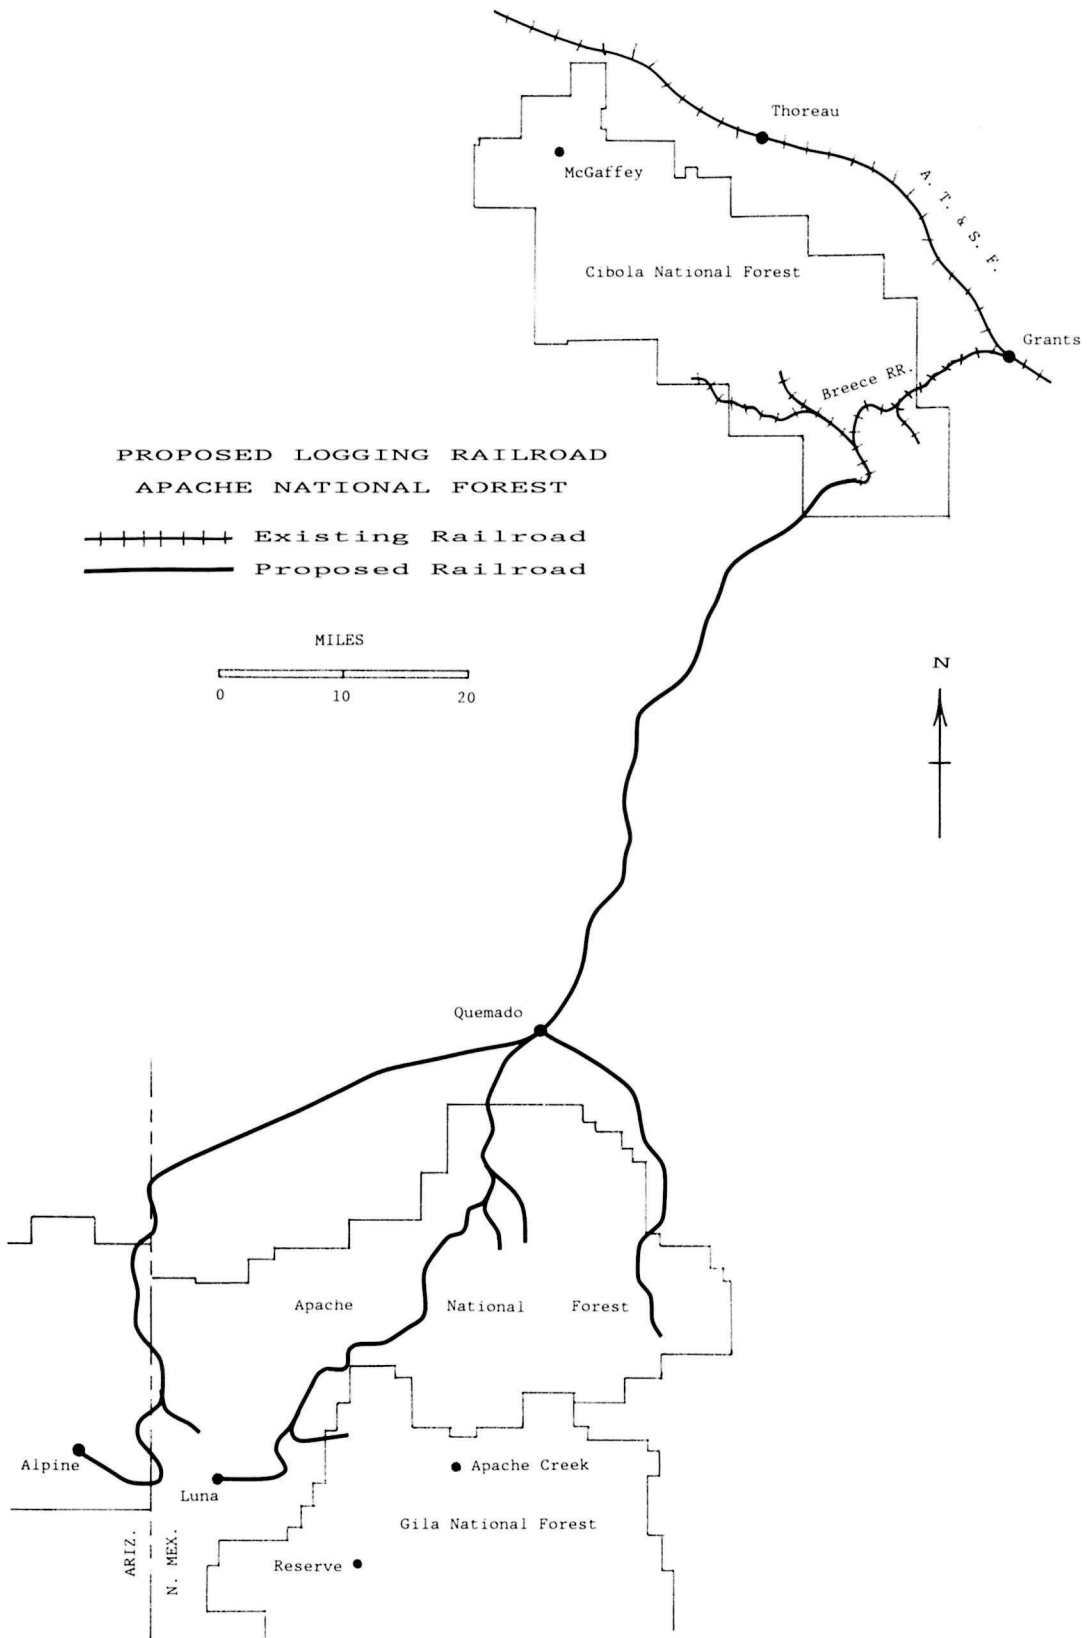 Thoreau
McGaffey
A. T. & S. F.
Cibola National Forest
Grants
Breece RR.
PROPOSED LOGGING RAILROAD
APACHE NATIONAL FOREST
Existing Railroad
Proposed Railroad
MILES
0 10 20
N
Quemado
Apache National Forest
Alpine
Apache Creek
Luna
Gila National Forest
ARIZ.
N. MEX.
Reserve